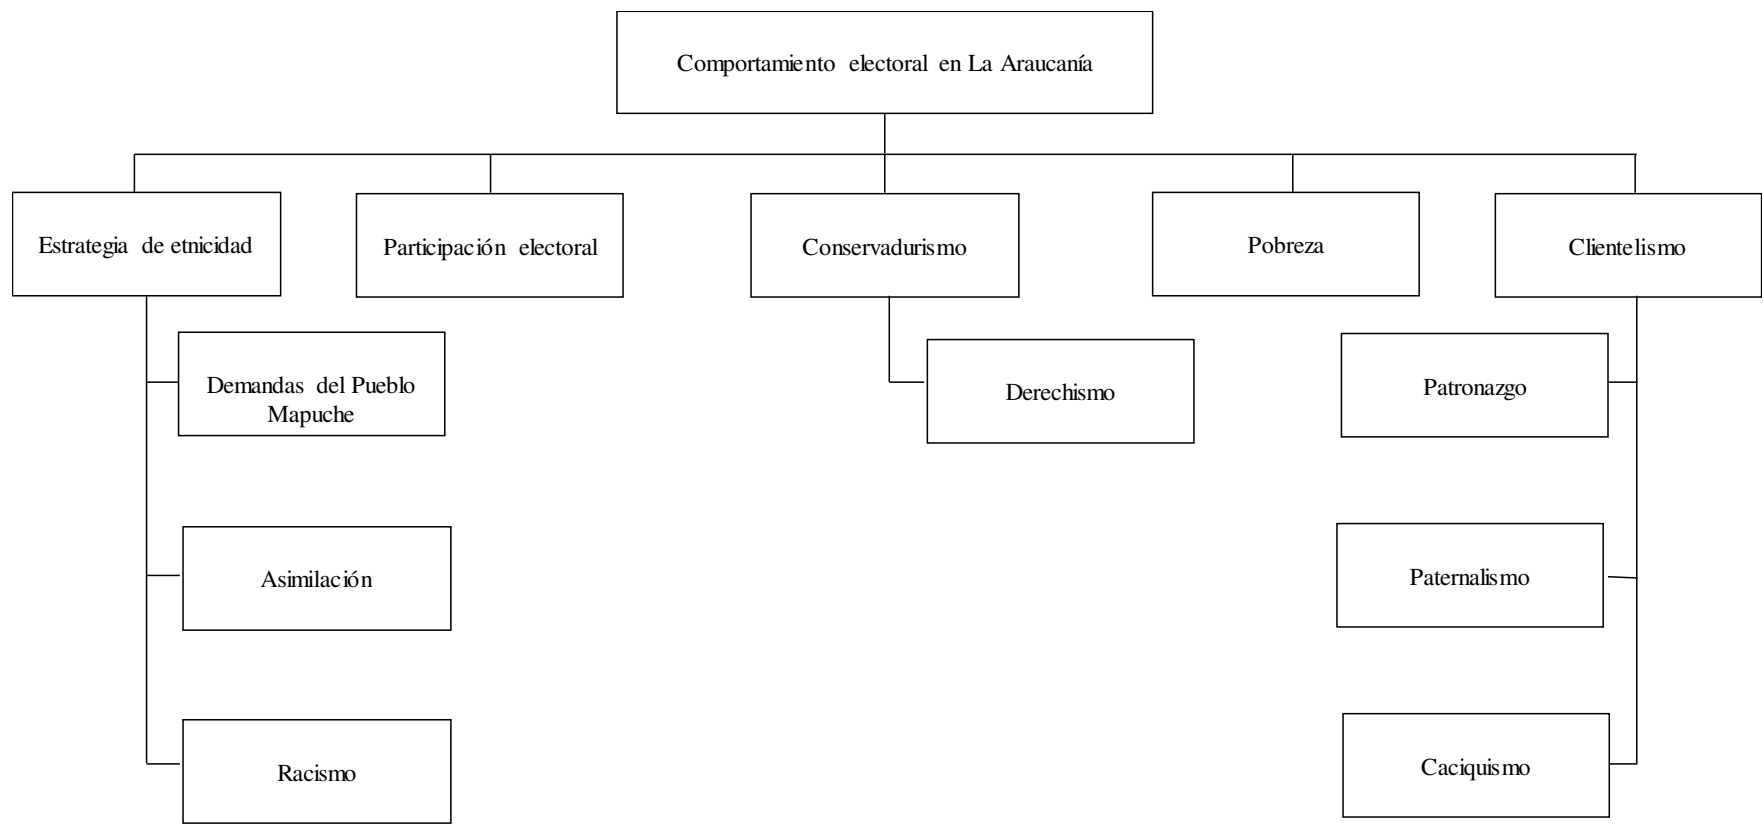 Comportamiento electoral en La Araucanía
Estrategia de etnicidad
Participación electoral
Conservadurismo
Pobreza
Clientelismo
Demandas del Pueblo
Mapuche
Derechismo
Patronazgo
Asimilación
Paternalismo
Racismo
Caciquismo